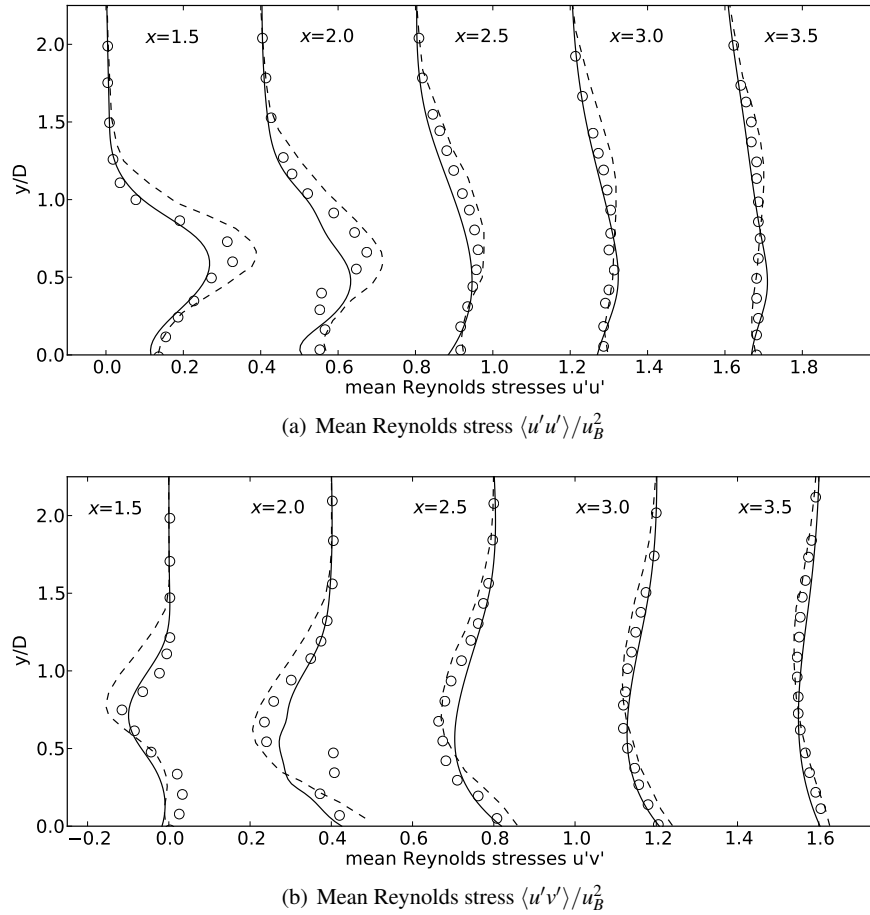 2.0
1.5
1.0
0.5
0.0
y/D
x=1.5 x=2.0 x=2.5 x=3.0 x=3.5
0.0 0.2 0.4 0.6 0.8 1.0 1.2 1.4 1.6 1.8
mean Reynolds stresses u'u'
(a) Mean Reynolds stress ⟨u′u′⟩/u_B^2
2.0
1.5
1.0
0.5
0.0
y/D
x=1.5 x=2.0 x=2.5 x=3.0 x=3.5
−0.2 0.0 0.2 0.4 0.6 0.8 1.0 1.2 1.4 1.6
mean Reynolds stresses u'v'
(b) Mean Reynolds stress ⟨u′v′⟩/u_B^2